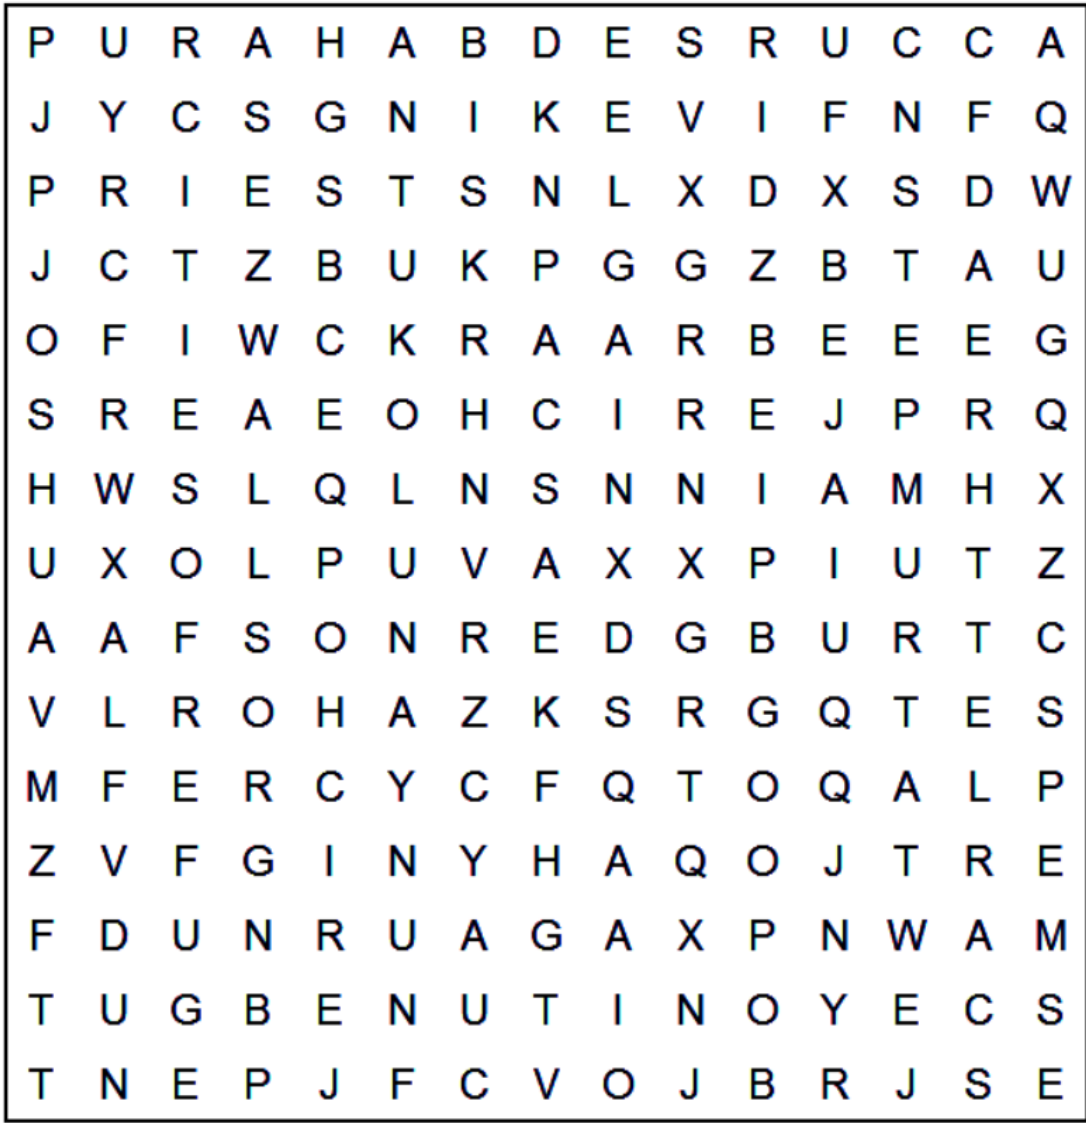 P U R A H A B D E S R U C C A
J Y C S G N I K E V I F N F Q
P R I E S T S N L X D X S D W
J C T Z B U K P G G Z B T A U
O F I W C K R A A R B E E E G
S R E A E O H C I R E J P R Q
H W S L Q L N S N N I A M H X
U X O L P U V A X X P I U T Z
A A F S O N R E D G B U R T C
V L R O H A Z K S R G Q T E S
M F E R C Y C F Q T O Q A L P
Z V F G I N Y H A Q O J T R E
F D U N R U A G A X P N W A M
T U G B E N U T I N O Y E C S
T N E P J F C V O J B R J S E